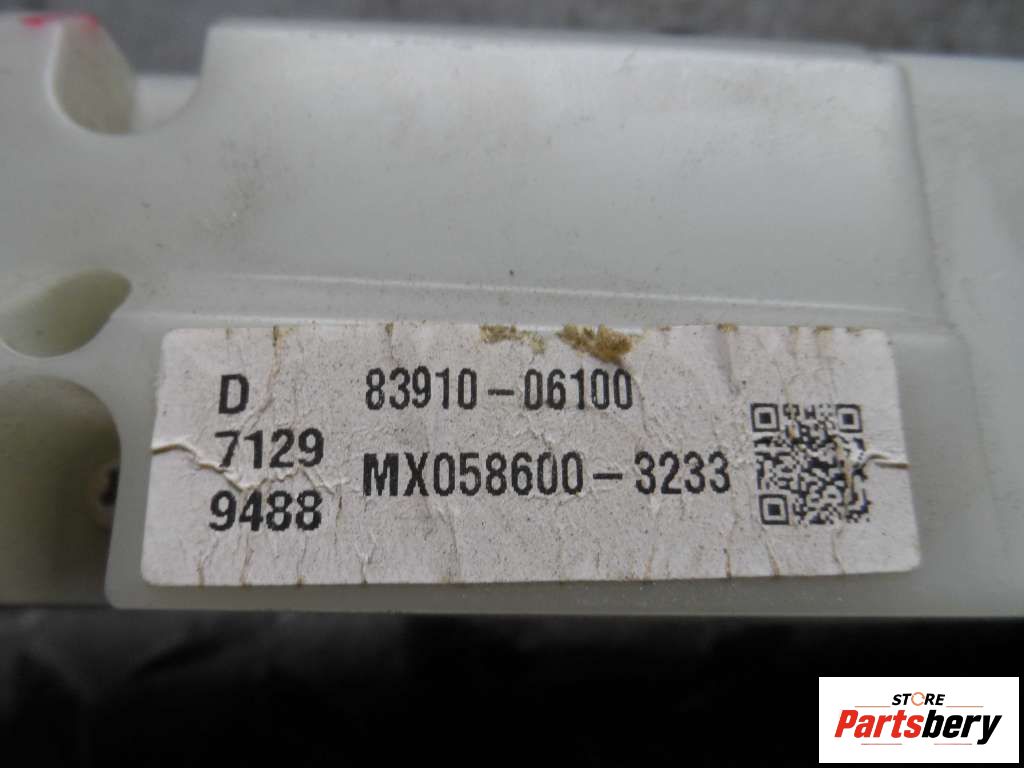 D 83910-06100
7129 MX058600-3233
9488
STORE
Partsbery